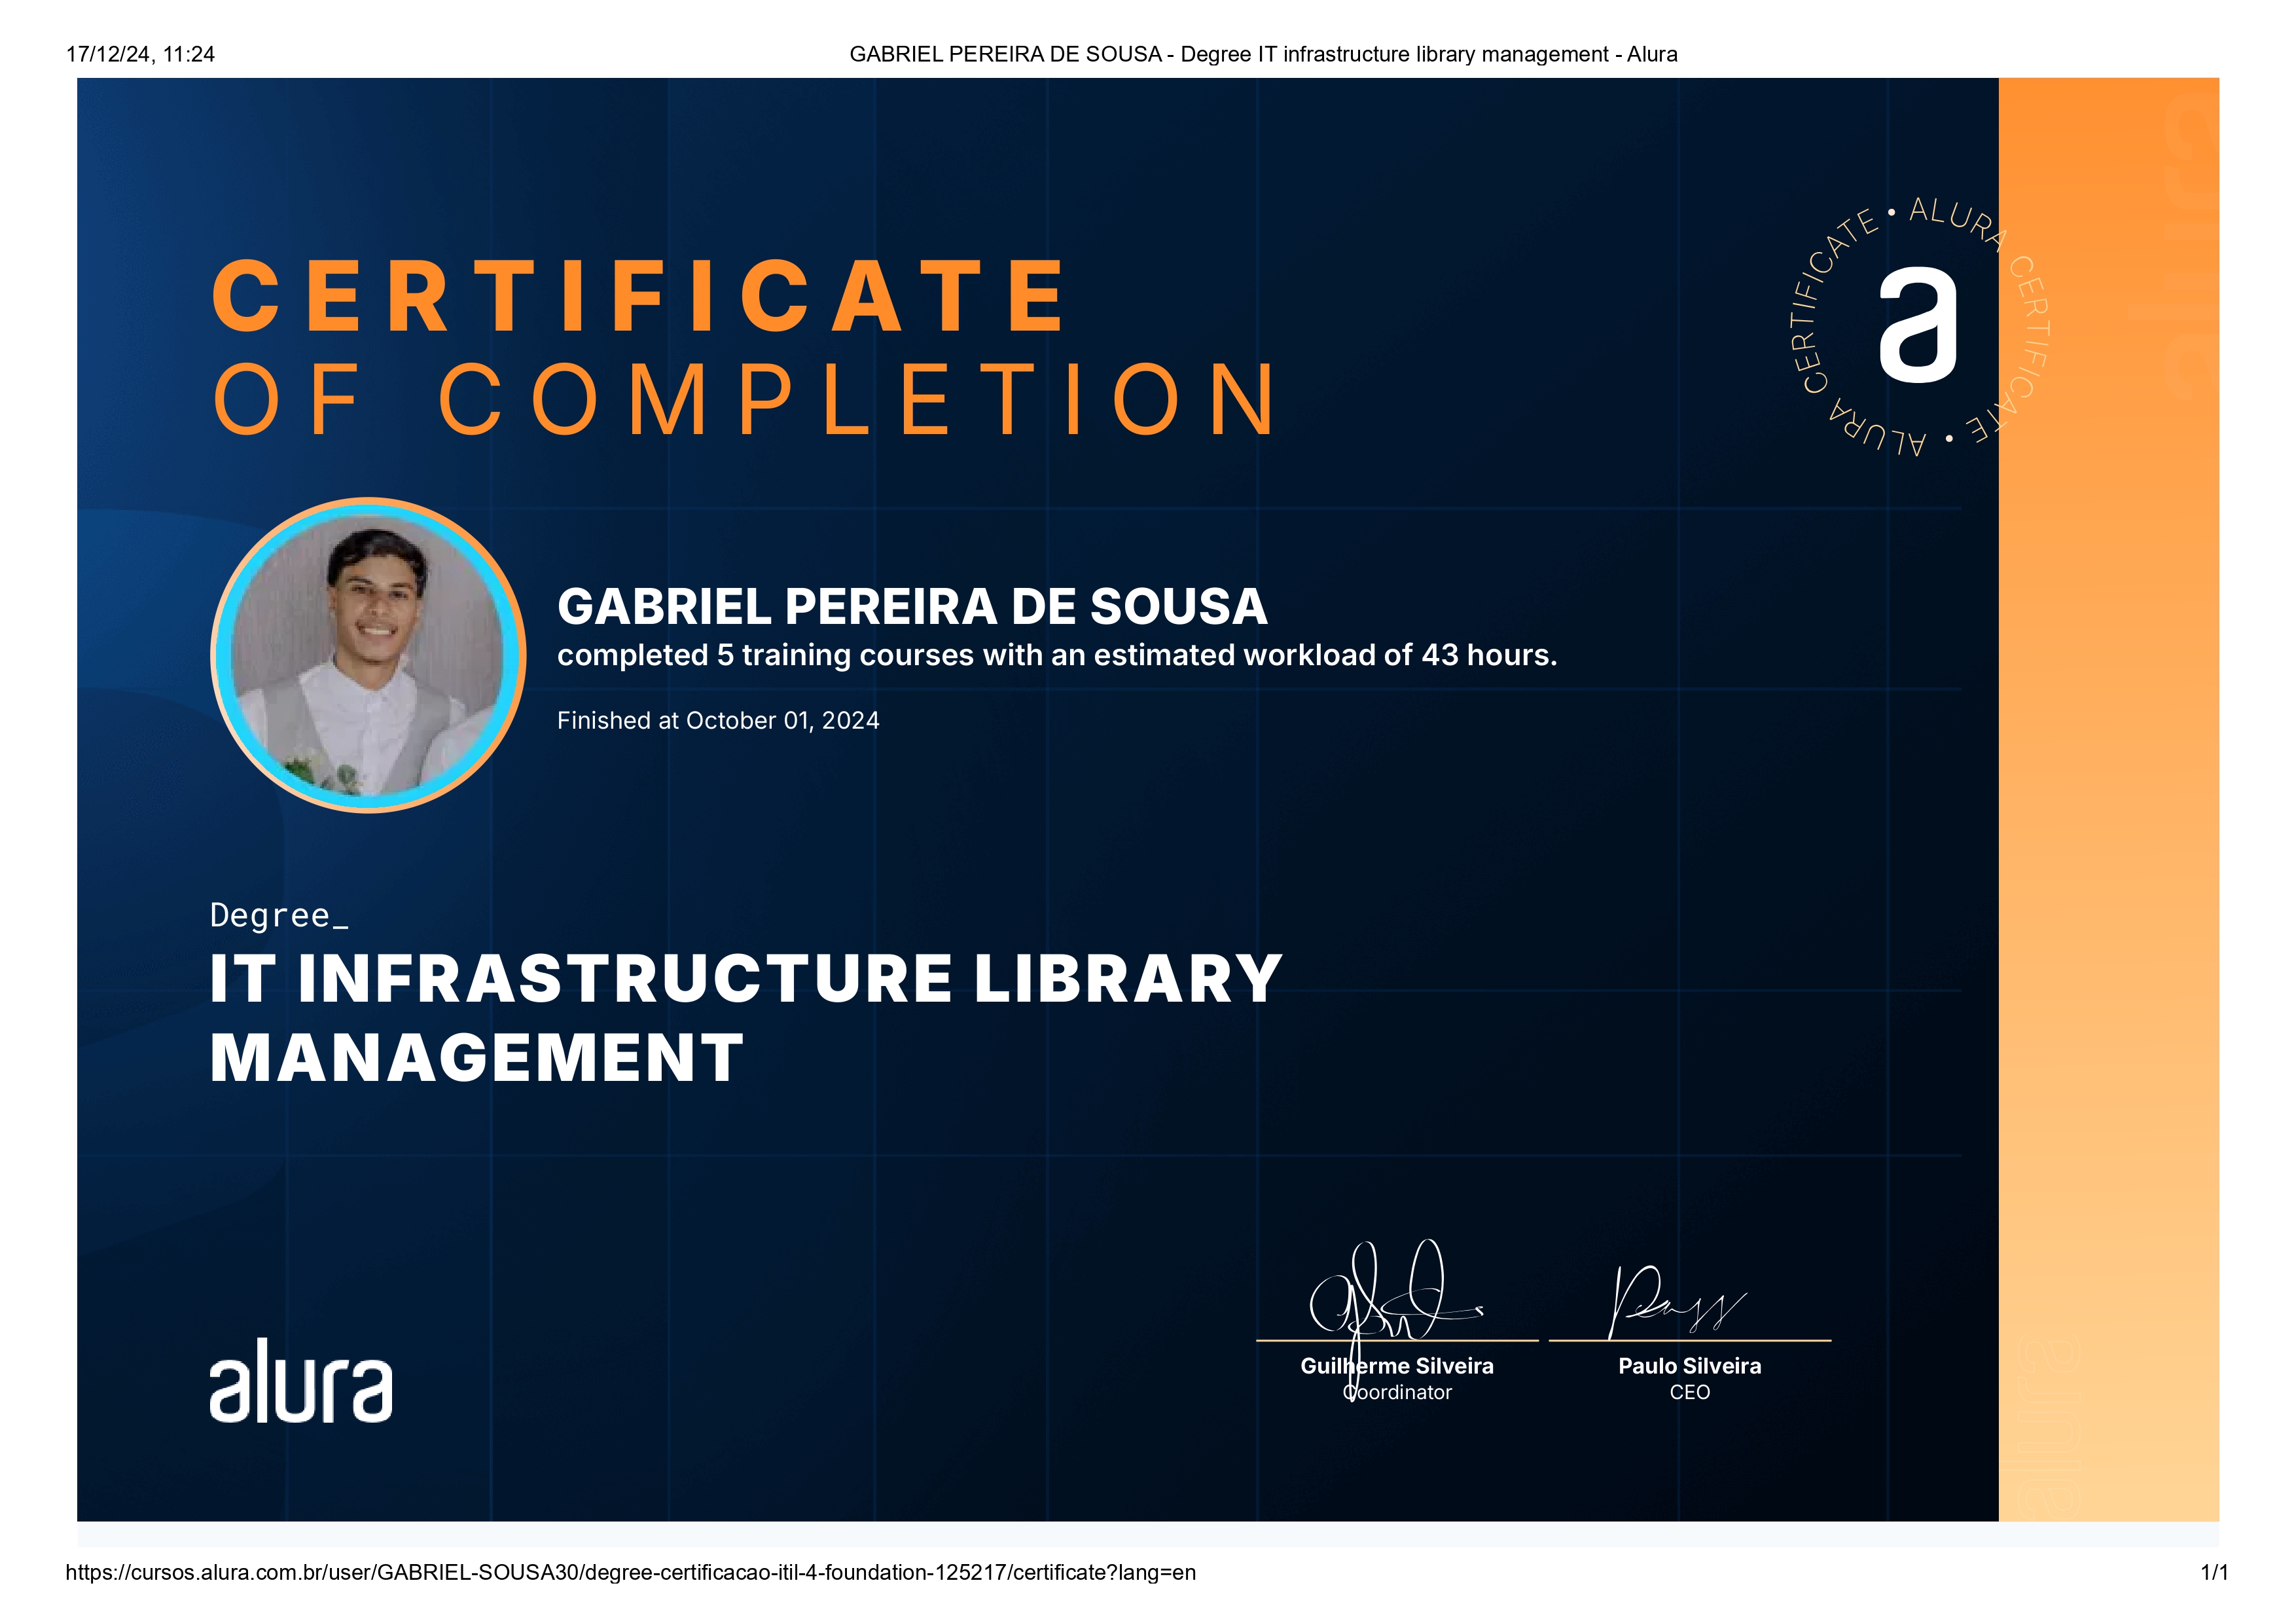 17/12/24, 11:24
GABRIEL PEREIRA DE SOUSA - Degree IT infrastructure library management - Alura
alura
ALURA CERTIFICATE • ALURA CERTIFICATE •
a
CERTIFICATE
OF COMPLETION
GABRIEL PEREIRA DE SOUSA
completed 5 training courses with an estimated workload of 43 hours.
Finished at October 01, 2024
Degree_
IT INFRASTRUCTURE LIBRARY
MANAGEMENT
Guilherme Silveira
Coordinator
Paulo Silveira
CEO
alura
alura
https://cursos.alura.com.br/user/GABRIEL-SOUSA30/degree-certificacao-itil-4-foundation-125217/certificate?lang=en
1/1